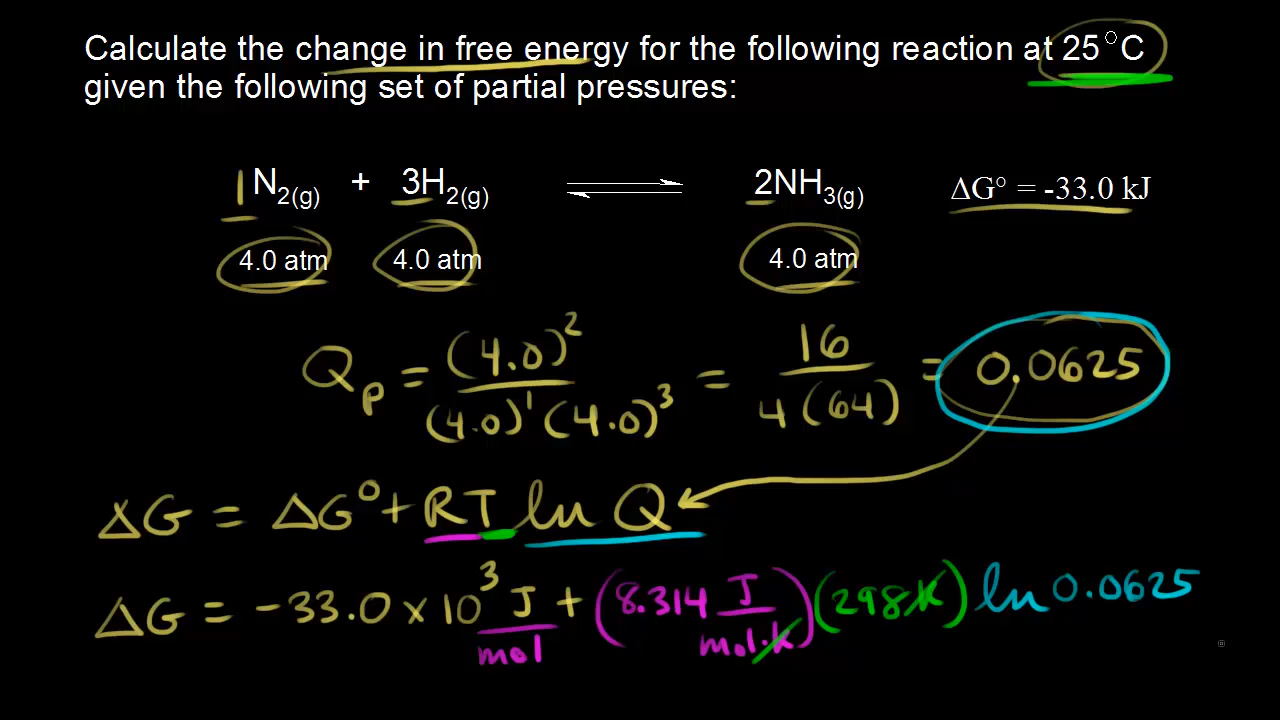 Calculate the change in free energy for the following reaction at 25°C
given the following set of partial pressures:
1N₂(g) + 3H₂(g) ⇌ 2NH₃(g) ΔG° = -33.0 kJ
4.0 atm 4.0 atm 4.0 atm
Qp = (4.0)² / (4.0)¹ (4.0)³ = 16 / 4(64) = 0.0625
ΔG = ΔG° + RT ln Q
ΔG = -33.0 × 10³ J/mol + (8.314 J/mol·K) (298K) ln 0.0625